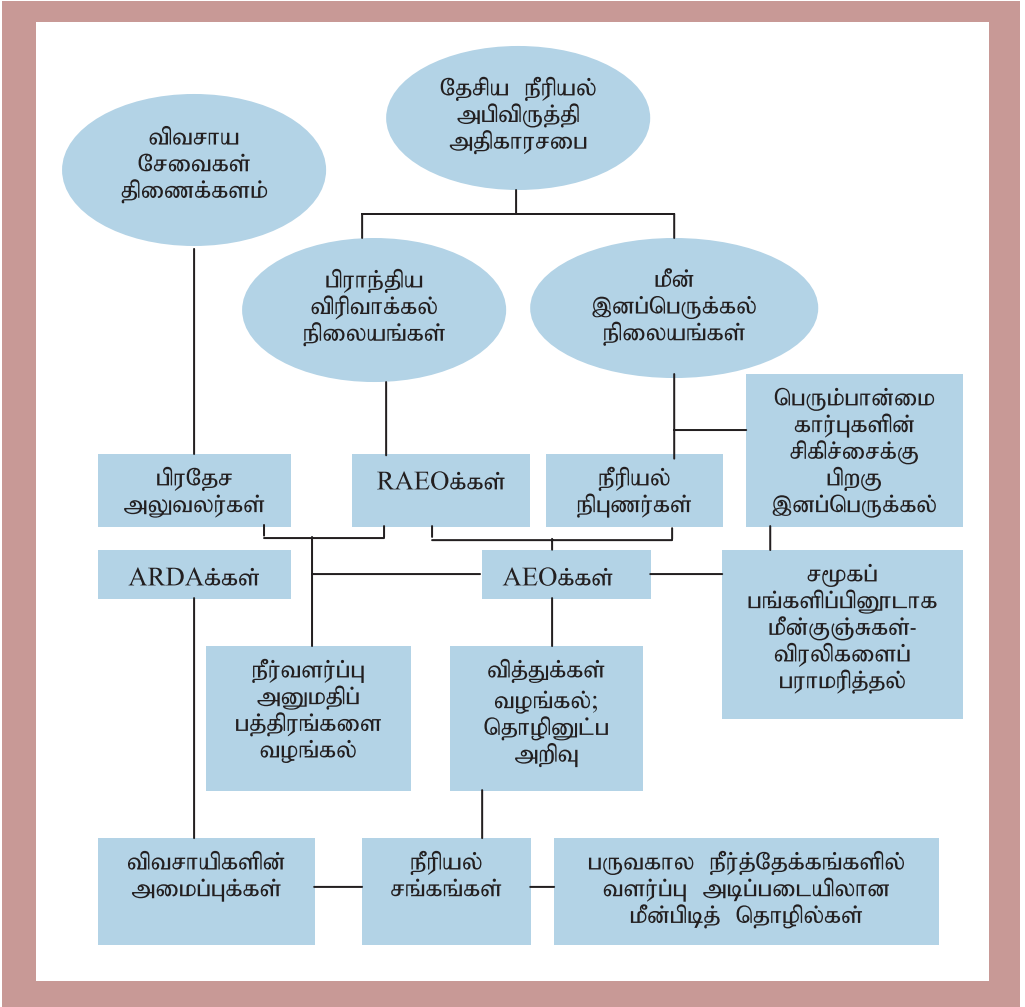 தேசிய நீரியல்
அபிவிருத்தி
அதிகாரசபை
விவசாய
சேவைகள்
திணைக்களம்
பிராந்திய
விரிவாக்கல்
நிலையங்கள்
மீன்
இனப்பெருக்கல்
நிலையங்கள்
பெரும்பான்மை
கார்புகளின்
சிகிச்சைக்கு
பிறகு
இனப்பெருக்கல்
பிரதேச
அலுவலர்கள்
RAEOக்கள்
நீரியல்
நிபுணர்கள்
ARDAக்கள்
AEOக்கள்
சமூகப்
பங்களிப்பினூடாக
மீன்குஞ்சுகள்-
விரலிகளைப்
பராமரித்தல்
நீர்வளர்ப்பு
அனுமதிப்
பத்திரங்களை
வழங்கல்
வித்துக்கள்
வழங்கல்;
தொழினுட்ப
அறிவு
விவசாயிகளின்
அமைப்புக்கள்
நீரியல்
சங்கங்கள்
பருவகால நீர்த்தேக்கங்களில்
வளர்ப்பு அடிப்படையிலான
மீன்பிடித் தொழில்கள்